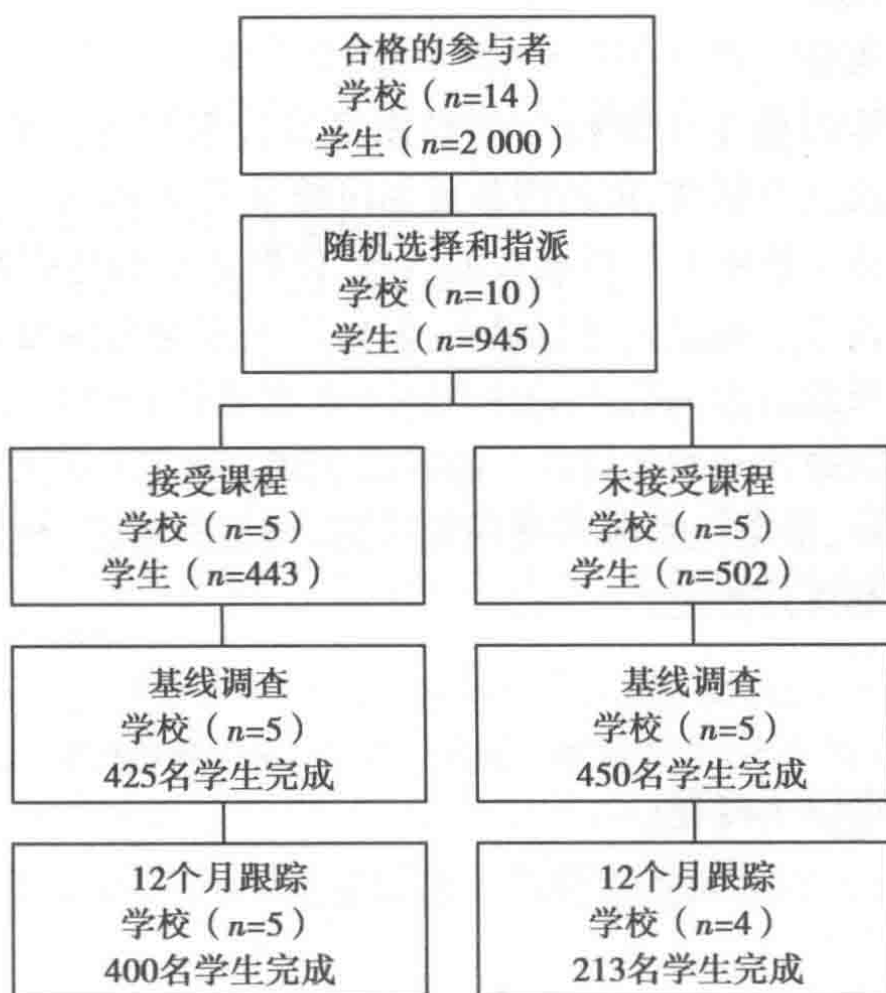 合格的参与者
学校（n=14）
学生（n=2 000）
随机选择和指派
学校（n=10）
学生（n=945）
接受课程
学校（n=5）
学生（n=443）
未接受课程
学校（n=5）
学生（n=502）
基线调查
学校（n=5）
425名学生完成
基线调查
学校（n=5）
450名学生完成
12个月跟踪
学校（n=5）
400名学生完成
12个月跟踪
学校（n=4）
213名学生完成